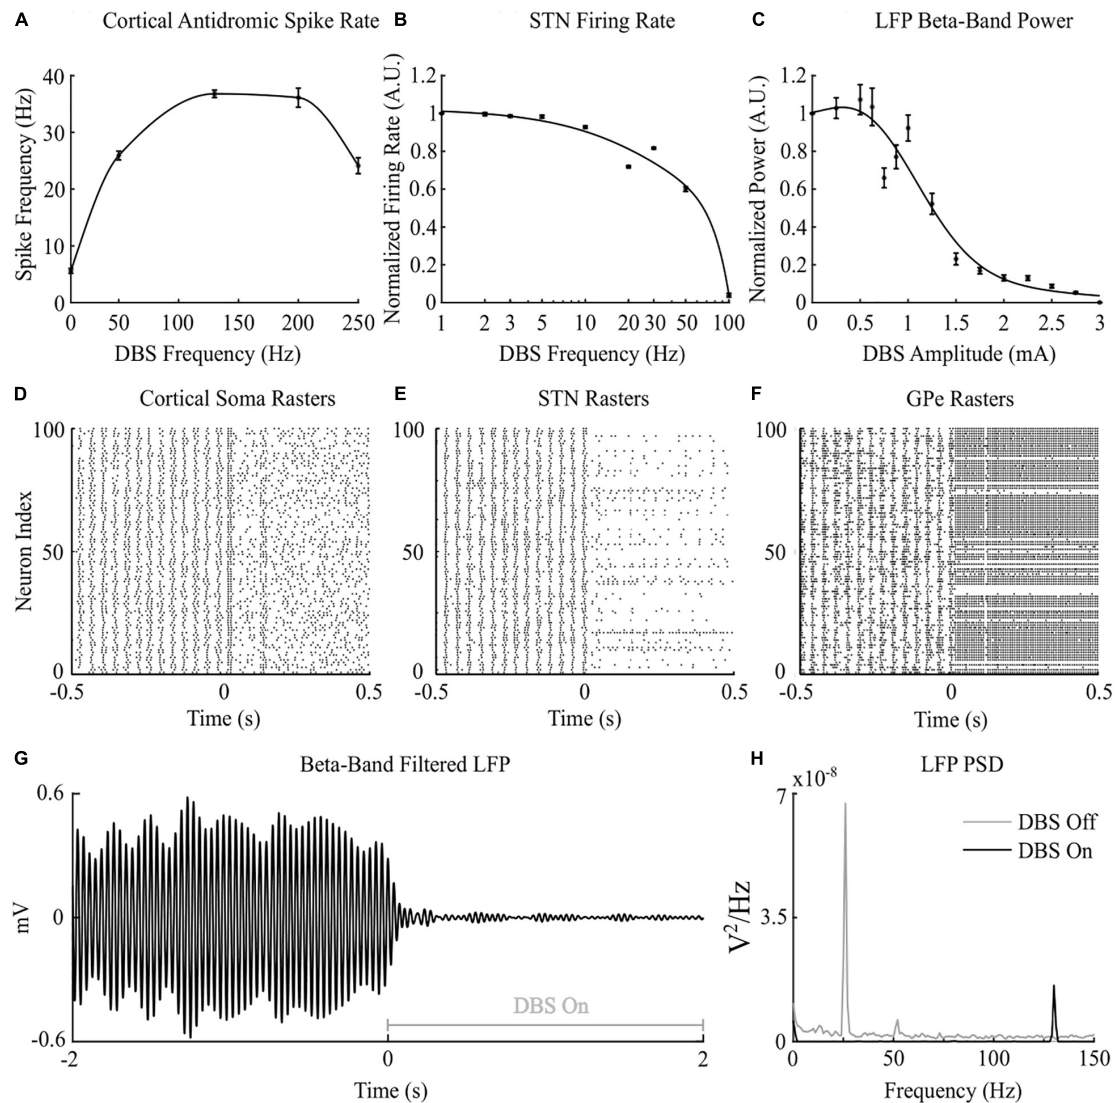 A Cortical Antidromic Spike Rate
B STN Firing Rate
C LFP Beta-Band Power
Spike Frequency (Hz)
40
30
20
10
0
0 50 100 150 200 250
DBS Frequency (Hz)
Normalized Firing Rate (A.U.)
1.2
1
0.8
0.6
0.4
0.2
0
1 2 3 5 10 20 30 50 100
DBS Frequency (Hz)
Normalized Power (A.U.)
1.2
1
0.8
0.6
0.4
0.2
0
0 0.5 1 1.5 2 2.5 3
DBS Amplitude (mA)
D Cortical Soma Rasters
E STN Rasters
F GPe Rasters
Neuron Index
100
50
0
-0.5 0 0.5
Time (s)
100
50
0
-0.5 0 0.5
Time (s)
100
50
0
-0.5 0 0.5
Time (s)
G Beta-Band Filtered LFP
mV
0.6
0
-0.6
DBS On
-2 0 2
Time (s)
H LFP PSD
x10-8
V2/Hz
7
3.5
0
DBS Off
DBS On
0 50 100 150
Frequency (Hz)